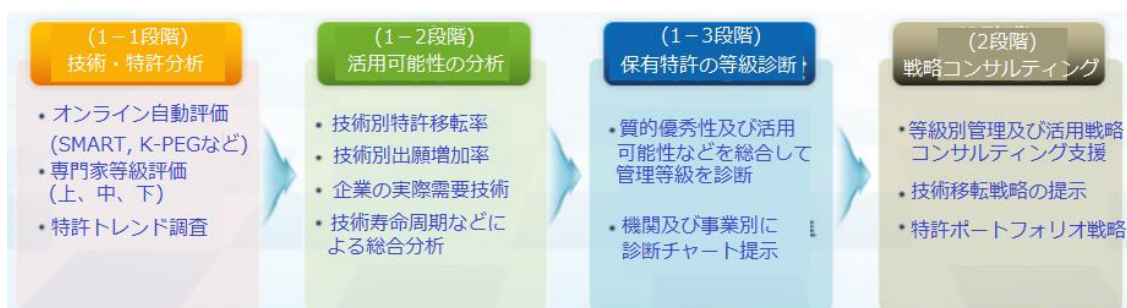 (1－1段階)
技術・特許分析
・オンライン自動評価
(SMART, K-PEGなど)
・専門家等級評価
(上、中、下)
・特許トレンド調査
(1－2段階)
活用可能性の分析
・技術別特許移転率
・技術別出願増加率
・企業の実際需要技術
・技術寿命周期などに
よる総合分析
(1－3段階)
保有特許の等級診断
・質的優秀性及び活用
可能性などを総合して
管理等級を診断
・機関及び事業別に
診断チャート提示
(2段階)
戦略コンサルティング
・等級別管理及び活用戦略
コンサルティング支援
・技術移転戦略の提示
・特許ポートフォリオ戦略